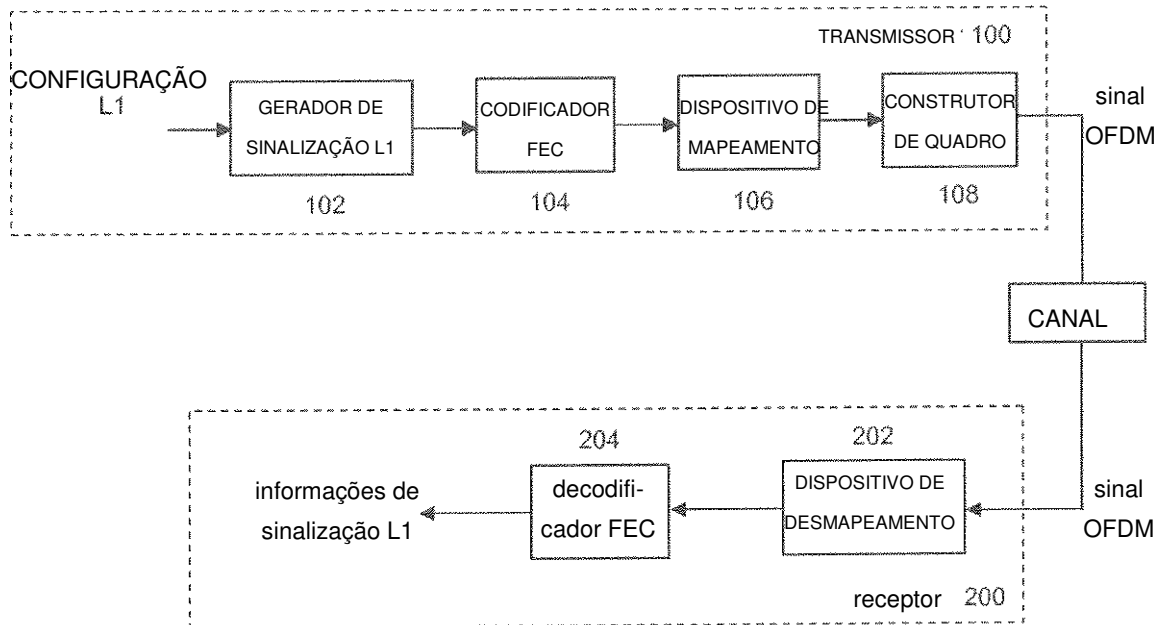 TRANSMISSOR 100
CONFIGURAÇÃO
L1
GERADOR DE
SINALIZAÇÃO L1
102
CODIFICADOR
FEC
104
DISPOSITIVO DE
MAPEAMENTO
106
CONSTRUTOR
DE QUADRO
108
sinal
OFDM
CANAL
204
202
informações de
sinalização L1
decodifi-
cador FEC
DISPOSITIVO DE
DESMAPEAMENTO
sinal
OFDM
receptor 200